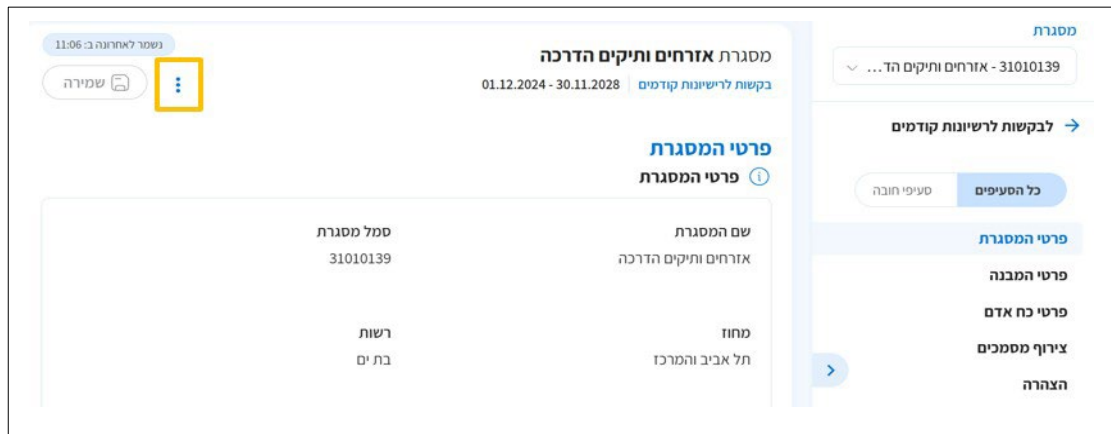 מסגרת
31010139 - אזרחים ותיקים הד...
לבקשות לרשיונות קודמים
כל הסעיפים
סעיפי חובה
פרטי המסגרת
פרטי המבנה
פרטי כח אדם
צירוף מסמכים
הצהרה
נשמר לאחרונה ב: 11:06
שמירה
מסגרת אזרחים ותיקים הדרכה
בקשות לרישיונות קודמים 01.12.2024 - 30.11.2028
פרטי המסגרת
פרטי המסגרת
שם המסגרת
אזרחים ותיקים הדרכה
סמל מסגרת
31010139
מחוז
תל אביב והמרכז
רשות
בת ים